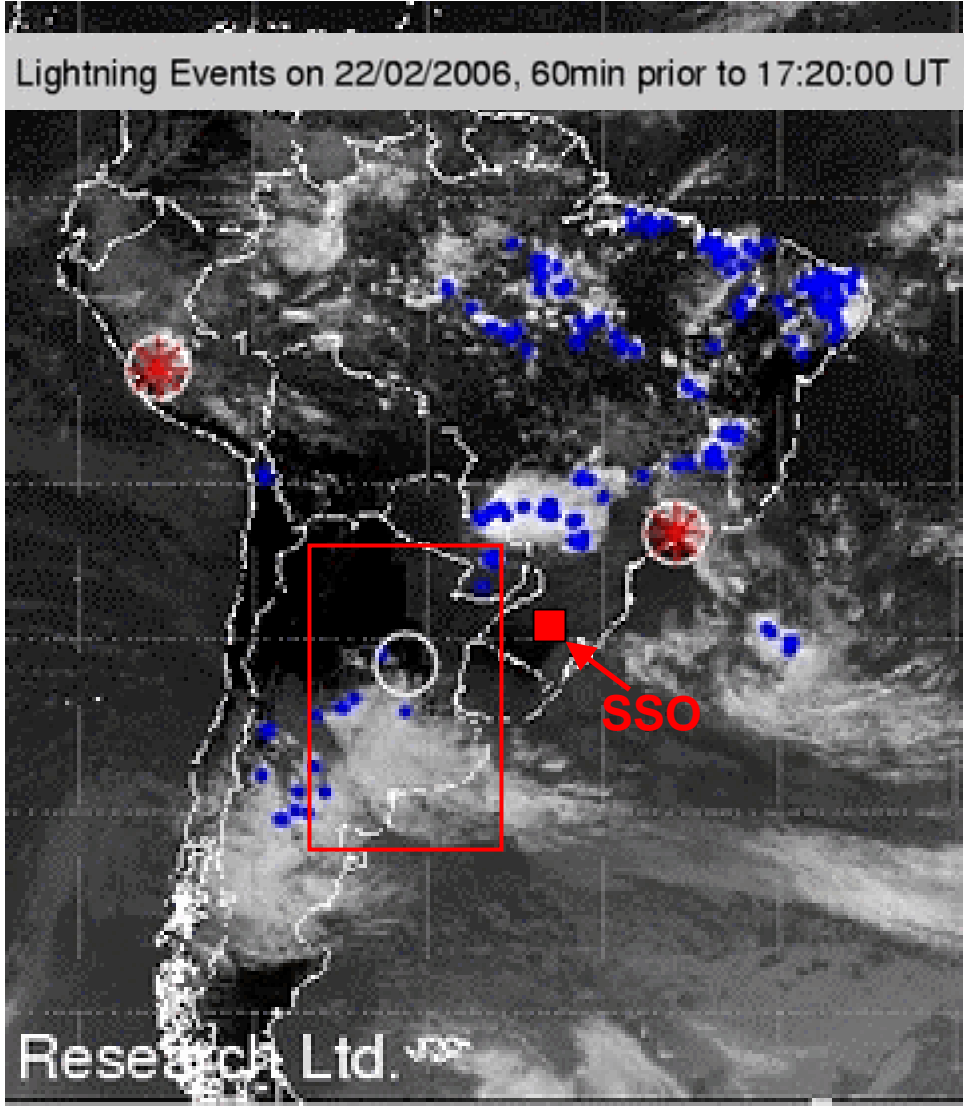 Lightning Events on 22/02/2006, 60min prior to 17:20:00 UT
SSO
Research Ltd.